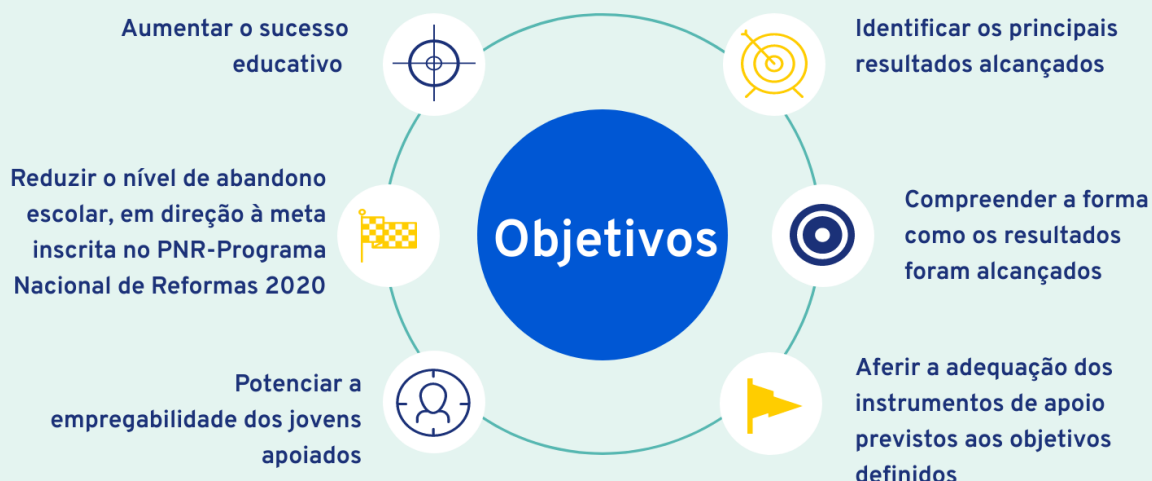 Aumentar o sucesso
educativo
Reduzir o nível de abandono
escolar, em direção à meta
inscrita no PNR-Programa
Nacional de Reformas 2020
Potenciar a
empregabilidade dos jovens
apoiados
Objetivos
Identificar os principais
resultados alcançados
Compreender a forma
como os resultados
foram alcançados
Aferir a adequação dos
instrumentos de apoio
previstos aos objetivos
definidos